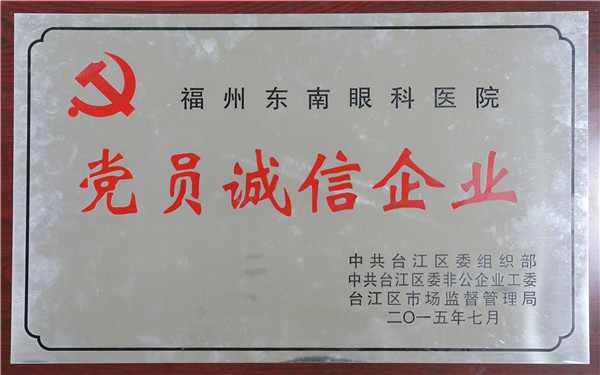 福州东南眼科医院
党员诚信企业
中共台江区委组织部
中共台江区委非公企业工委
台江区市场监督管理局
二〇一五年七月